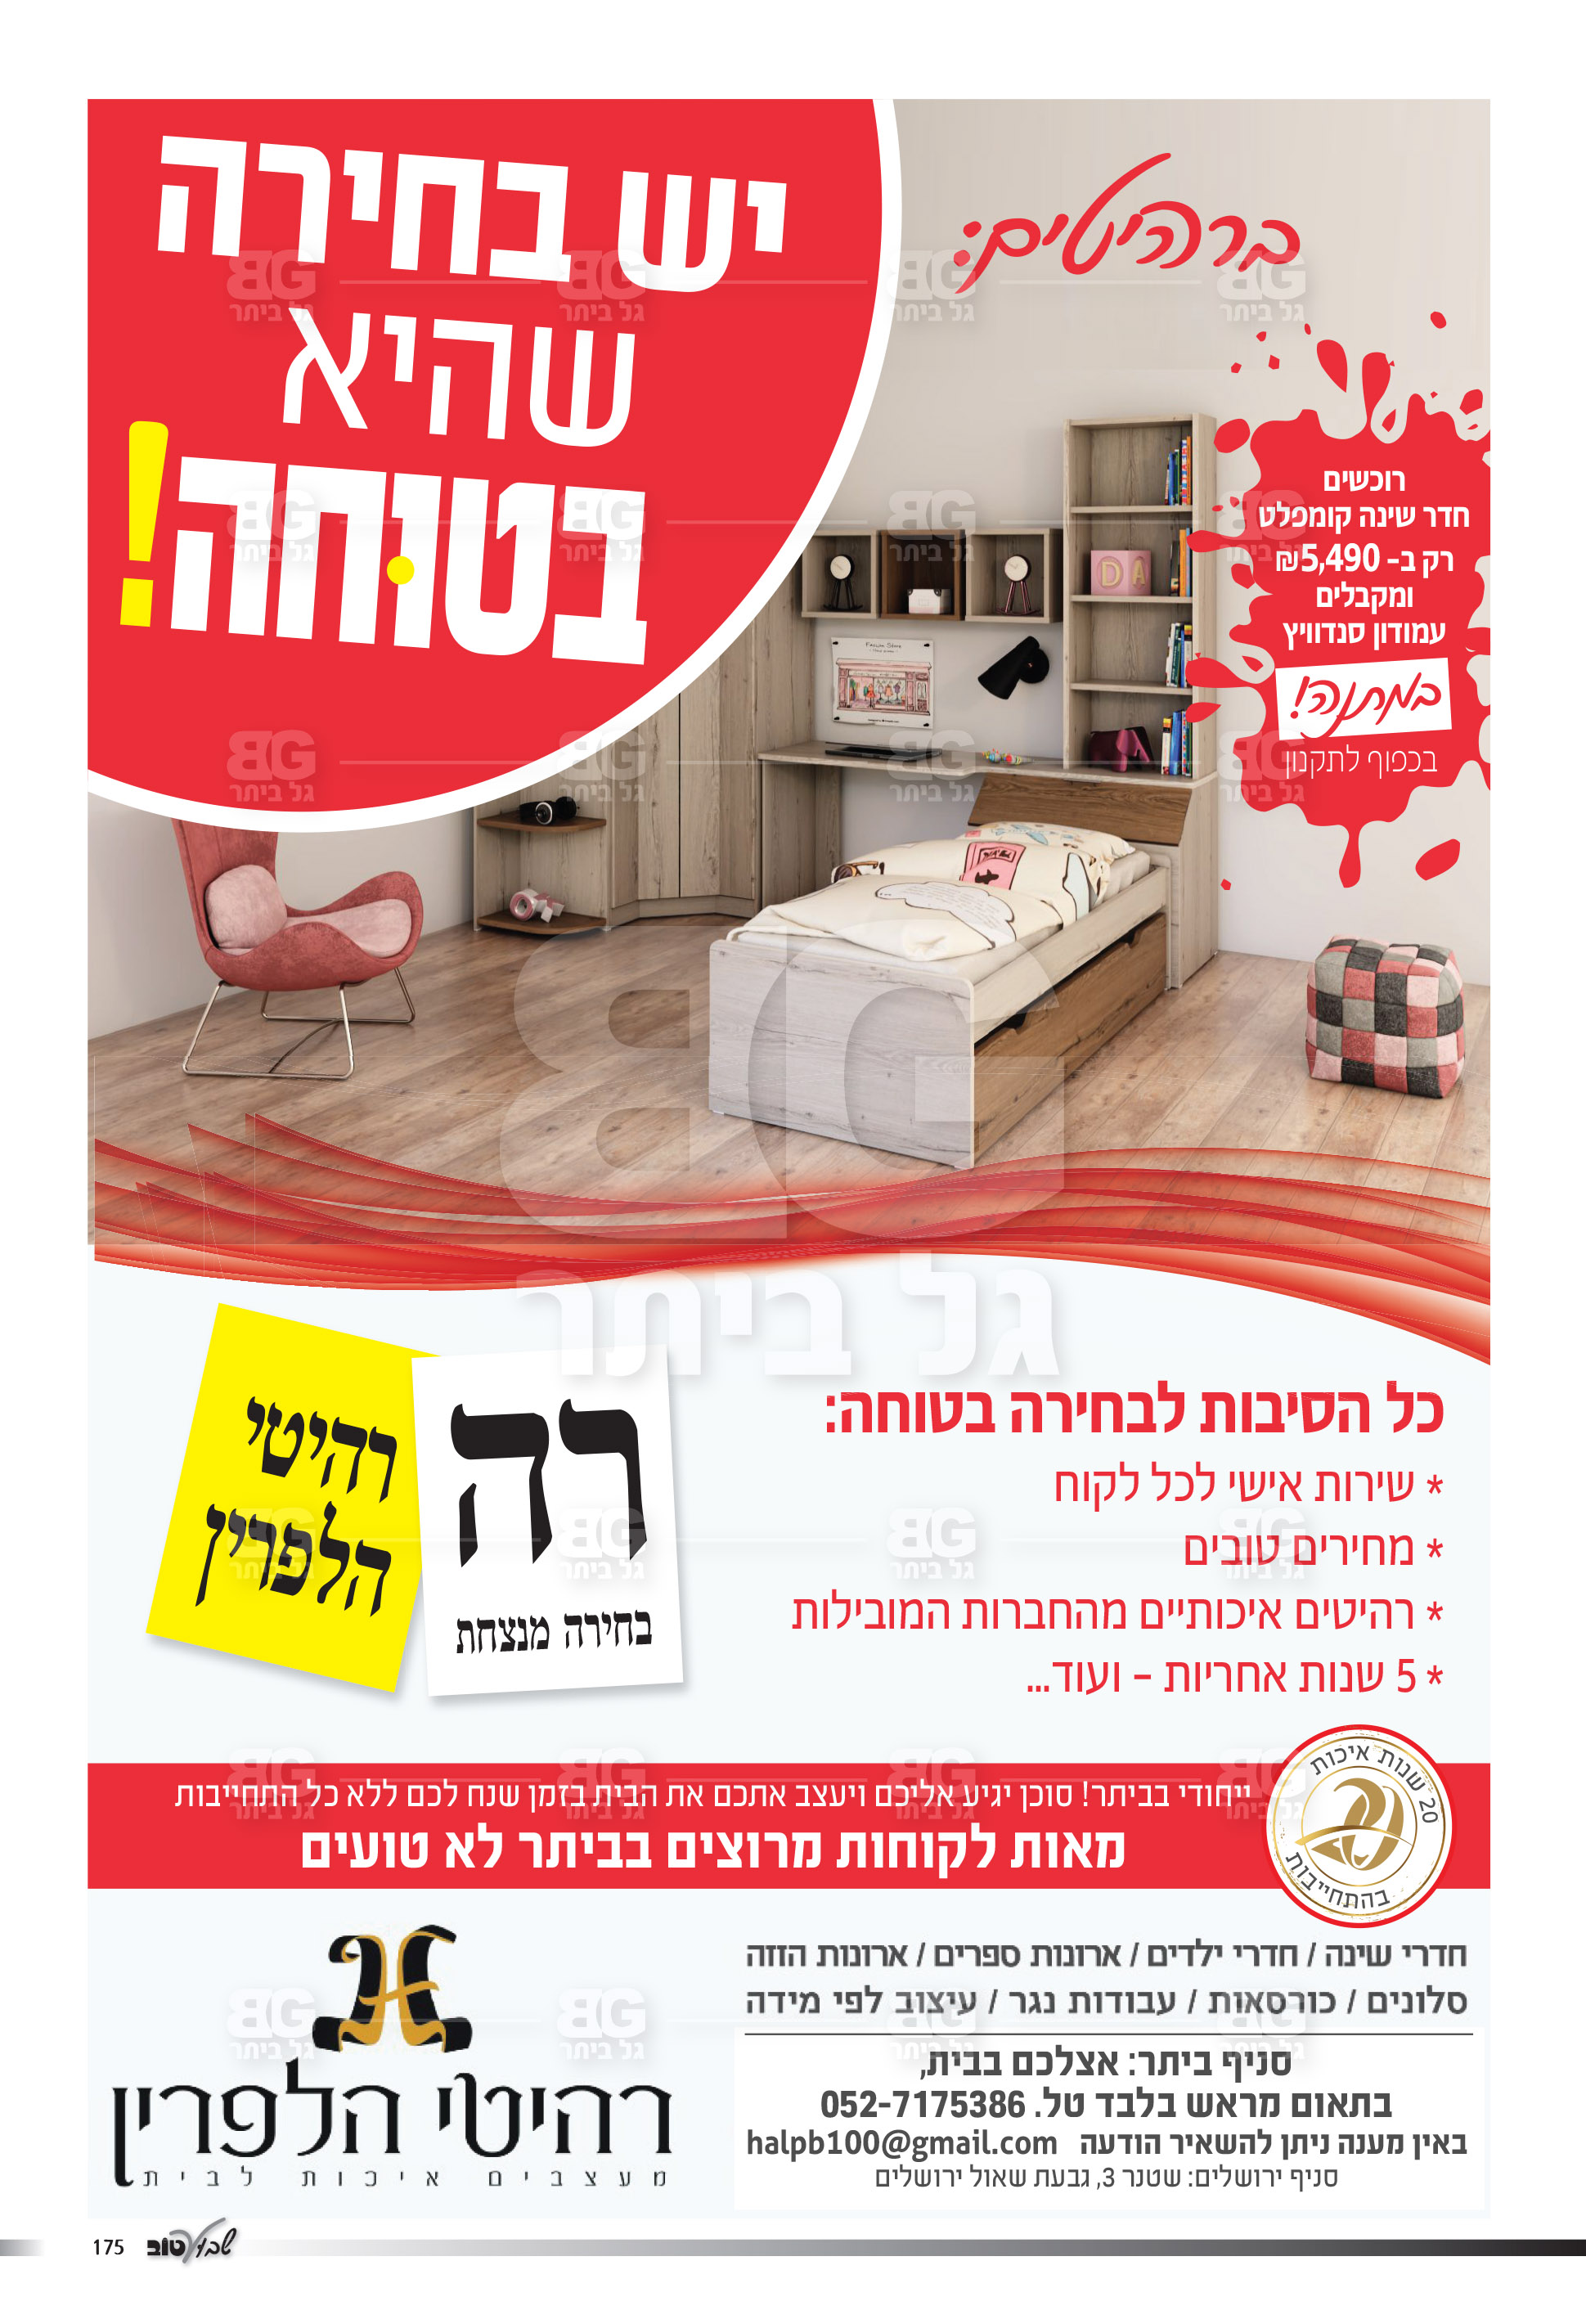 ברהיטים:
יש בחירה
שהיא
בטוחה!
רוכשים
חדר שינה קומפלט
רק ב- 5,490₪
ומקבלים
עמודון סנדוויץ
במתנה!
בכפוף לתקנון
DA
כל הסיבות לבחירה בטוחה:
* שירות אישי לכל לקוח
* מחירים טובים
* רהיטים איכותיים מהחברות המובילות
* 5 שנות אחריות - ועוד...
רה
בחירה מנצחת
רהיטי
הלפרין
20 שנות איכות
בהתחייבות
ייחודי בביתר! סוכן יגיע אליכם ויעצב אתכם את הבית בזמן שנח לכם ללא כל התחייבות
מאות לקוחות מרוצים בביתר לא טועים
חדרי שינה / חדרי ילדים / ארונות ספרים / ארונות הזזה
סלונים / כורסאות / עבודות נגר / עיצוב לפי מידה
סניף ביתר: אצלכם בבית,
בתאום מראש בלבד טל. 052-7175386
באין מענה ניתן להשאיר הודעה halpb100@gmail.com
סניף ירושלים: שטנר 3, גבעת שאול ירושלים
רהיטי הלפרין
מעצבים איכות לבית
BG
גל ביתר
175 שבוע טוב